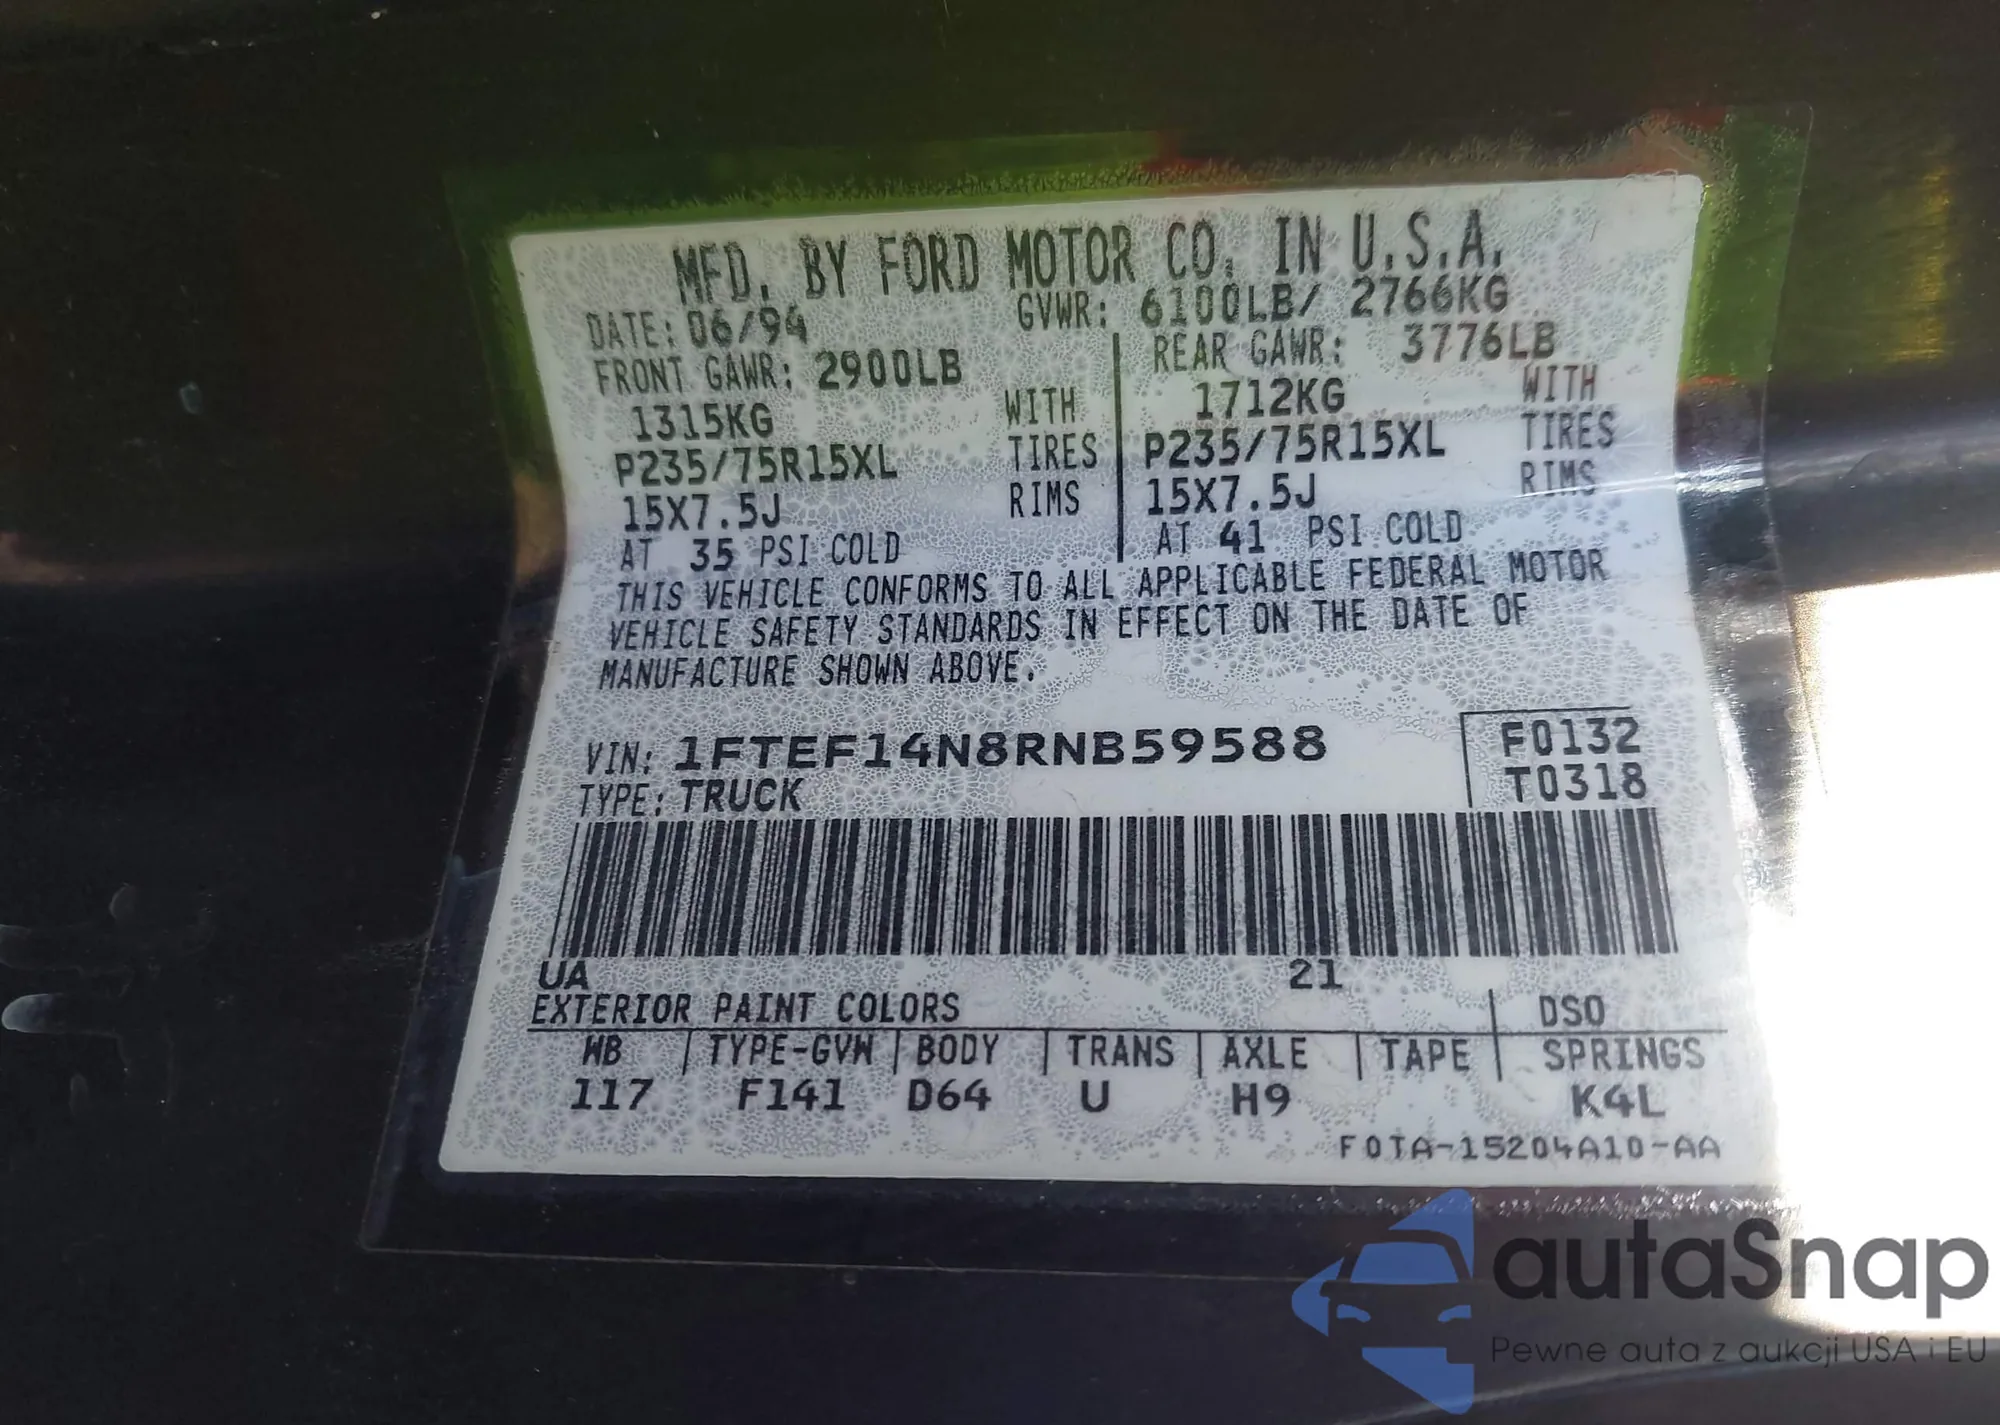 MFD. BY FORD MOTOR CO. IN U.S.A.
DATE: 06/94 GVWR: 6100LB/ 2766KG
FRONT GAWR: 2900LB REAR GAWR: 3776LB
1315KG WITH 1712KG WITH
P235/75R15XL TIRES P235/75R15XL TIRES
15X7.5J RIMS 15X7.5J RIMS
AT 35 PSI COLD AT 41 PSI COLD
THIS VEHICLE CONFORMS TO ALL APPLICABLE FEDERAL MOTOR
VEHICLE SAFETY STANDARDS IN EFFECT ON THE DATE OF
MANUFACTURE SHOWN ABOVE.
VIN: 1FTEF14N8RNB59588 F0132
TYPE: TRUCK T0318
UA 21
EXTERIOR PAINT COLORS DSO
WB TYPE-GVW BODY TRANS AXLE TAPE SPRINGS
117 F141 D64 U H9 K4L
F0TA-15204A10-AA
autaSnap
Pewne auta z aukcji USA i EU